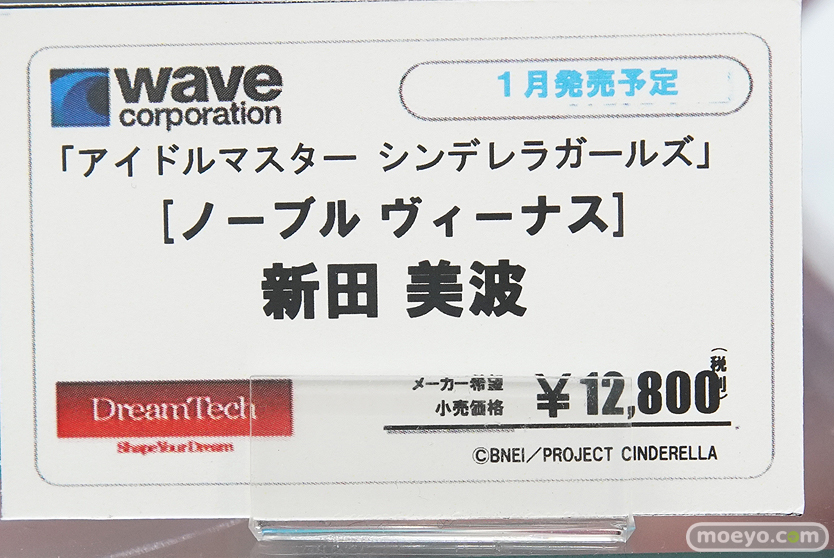 wave
corporation
1月発売予定
「アイドルマスター シンデレラガールズ」
[ノーブル ヴィーナス]
新田 美波
DreamTech
Shape Your Dream
メーカー希望
小売価格
¥12,800
(税別)
©BNEI/PROJECT CINDERELLA
moeyo.com